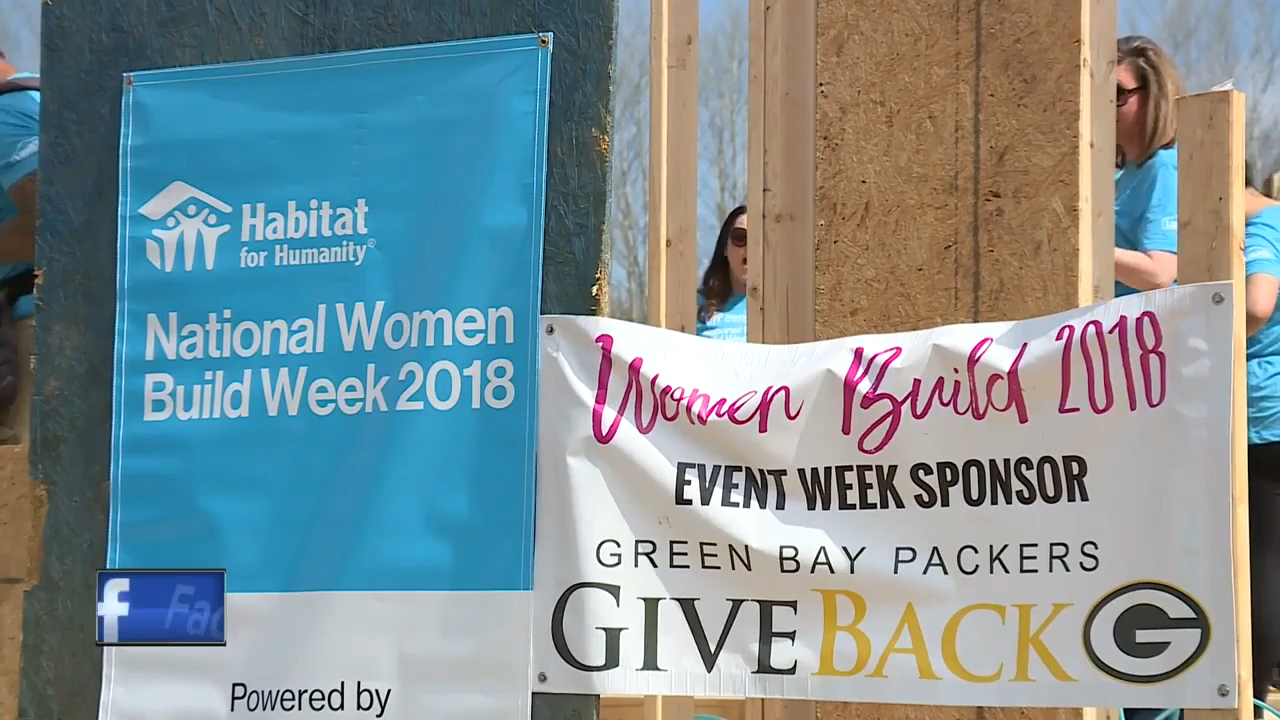 Habitat
for Humanity®
National Women
Build Week 2018
Powered by
Women Build 2018
EVENT WEEK SPONSOR
GREEN BAY PACKERS
GIVEBACK G
f Fac